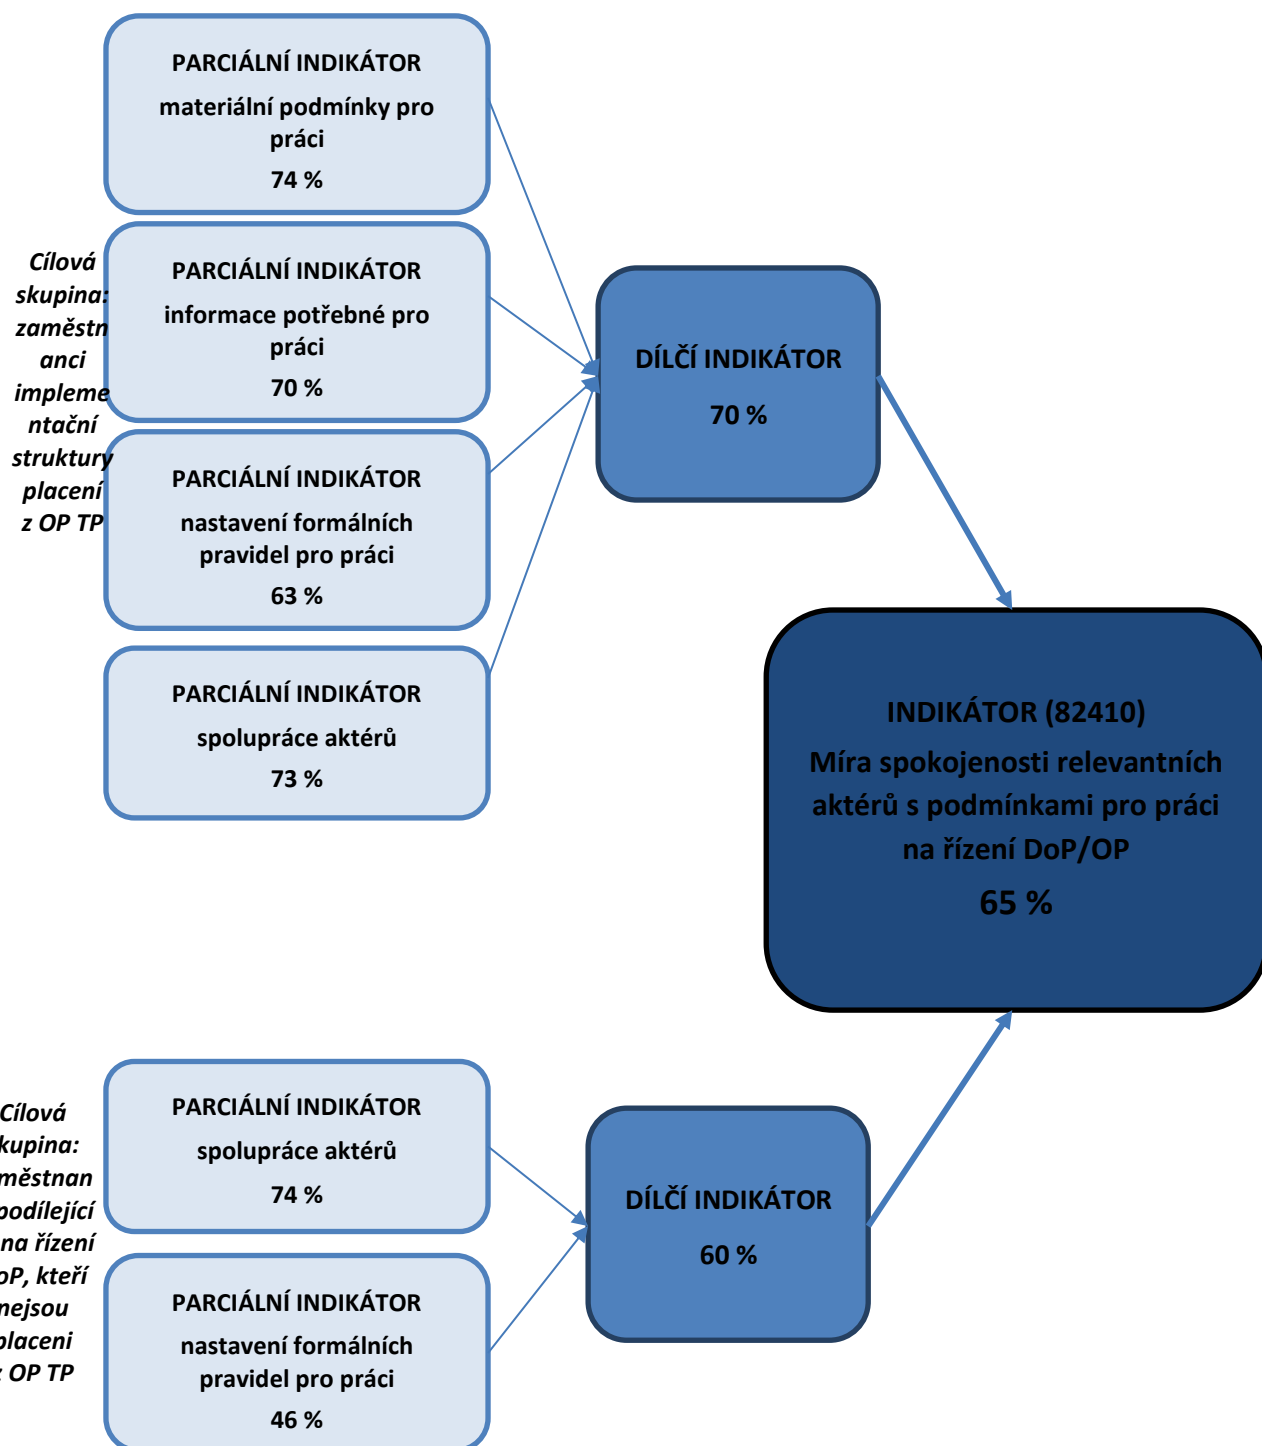 PARCIÁLNÍ INDIKÁTOR
materiální podmínky pro
práci
74 %
Cílová
skupina:
zaměstn
anci
impleme
ntační
struktury
placení
z OP TP
PARCIÁLNÍ INDIKÁTOR
informace potřebné pro
práci
70 %
PARCIÁLNÍ INDIKÁTOR
nastavení formálních
pravidel pro práci
63 %
PARCIÁLNÍ INDIKÁTOR
spolupráce aktérů
73 %
DÍLČÍ INDIKÁTOR
70 %
INDIKÁTOR (82410)
Míra spokojenosti relevantních
aktérů s podmínkami pro práci
na řízení DoP/OP
65 %
Cílová
kupina:
městnan
podílející
na řízení
oP, kteří
nejsou
placeni
z OP TP
PARCIÁLNÍ INDIKÁTOR
spolupráce aktérů
74 %
PARCIÁLNÍ INDIKÁTOR
nastavení formálních
pravidel pro práci
46 %
DÍLČÍ INDIKÁTOR
60 %